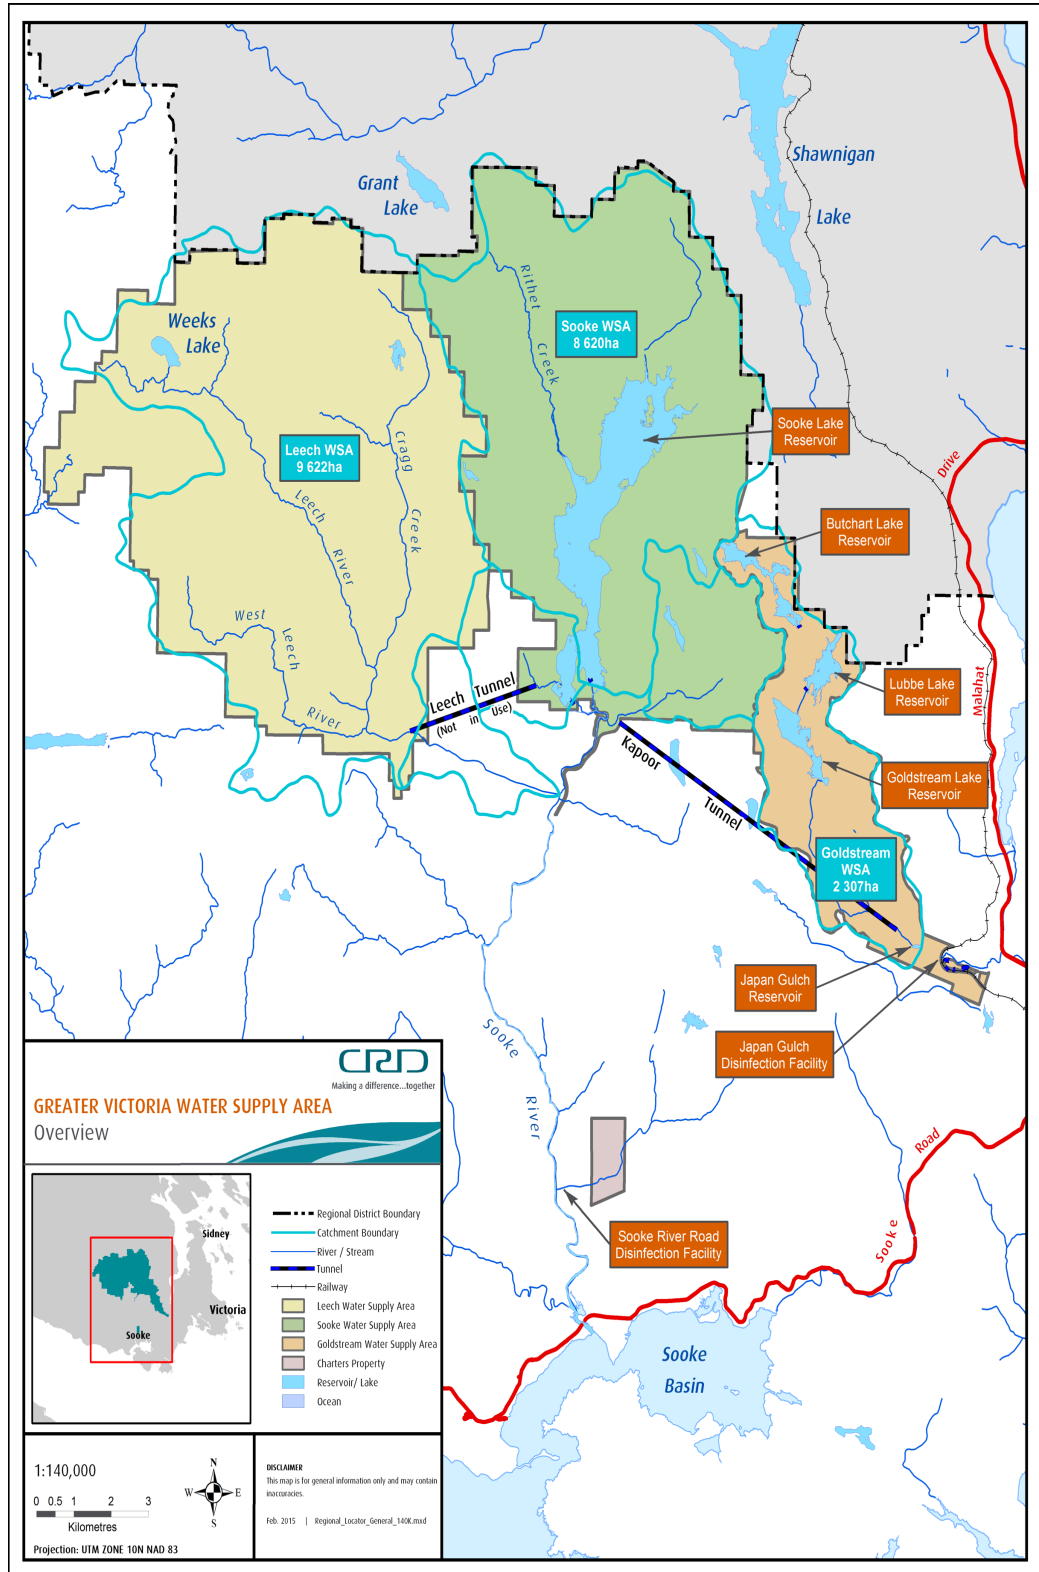 Shawnigan
Lake
Grant
Lake
Rithet
Creek
Weeks
Lake
Sooke WSA
8 620ha
Sooke Lake
Reservoir
Leech WSA
9 622ha
Cragg
Creek
Leech
River
Drive
Butchart Lake
Reservoir
West
Leech
River
Leech Tunnel
(Not in Use)
Kapoor
Tunnel
Lubbe Lake
Reservoir
Malahat
Goldstream Lake
Reservoir
Goldstream
WSA
2 307ha
Japan Gulch
Reservoir
Japan Gulch
Disinfection Facility
Sooke
River
Road
Sooke
Sooke River Road
Disinfection Facility
Sooke
Basin
CRD
Making a difference...together
GREATER VICTORIA WATER SUPPLY AREA
Overview
Sidney
Victoria
Sooke
Regional District Boundary
Catchment Boundary
River / Stream
Tunnel
Railway
Leech Water Supply Area
Sooke Water Supply Area
Goldstream Water Supply Area
Charters Property
Reservoir/ Lake
Ocean
1:140,000
0 0.5 1 2 3
Kilometres
N
W E
S
Projection: UTM ZONE 10N NAD 83
DISCLAIMER
This map is for general information only and may contain
inaccuracies.
Feb. 2015 | Regional_Locator_General_140K.mxd